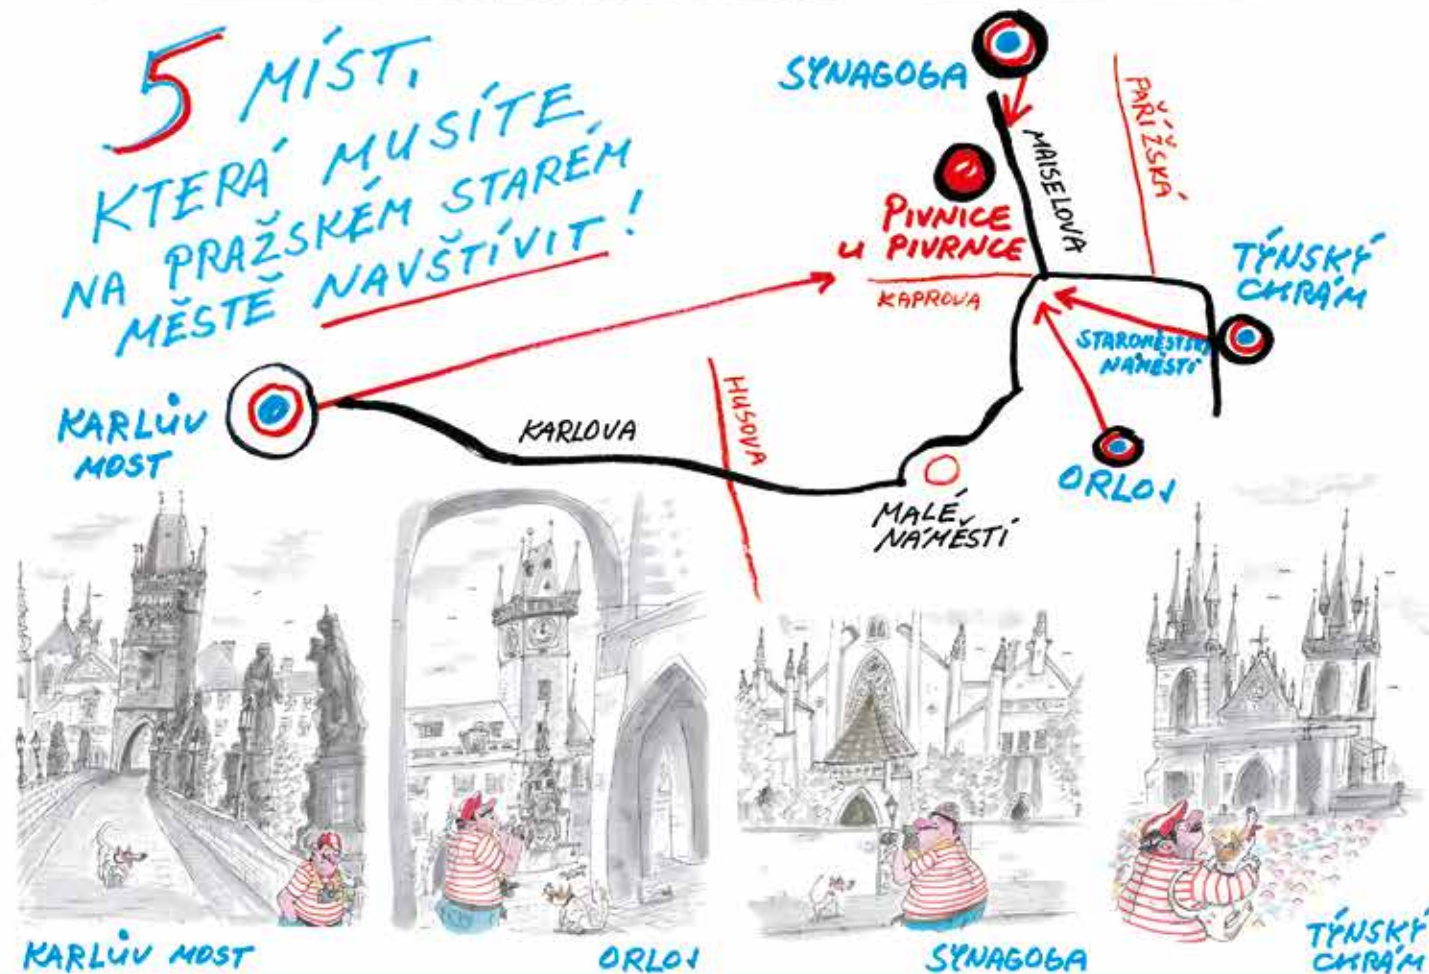 5 MÍST,
KTERÁ MUSÍTE
NA PRAŽSKÉM STARÉM
MĚSTĚ NAVŠTÍVIT!
SYNAGOGA
PAŘÍŽSKÁ
MAISELOVA
PIVNICE
U PIVRNCE
KAPROVA
TÝNSKÝ
CHRÁM
STAROMĚSTSKÉ
NÁMĚSTÍ
KARLŮV
MOST
KARLOVA
HUSOVA
ORLOJ
MALÉ
NÁMĚSTÍ
KARLŮV MOST
ORLOJ
SYNAGOGA
TÝNSKÝ
CHRÁM